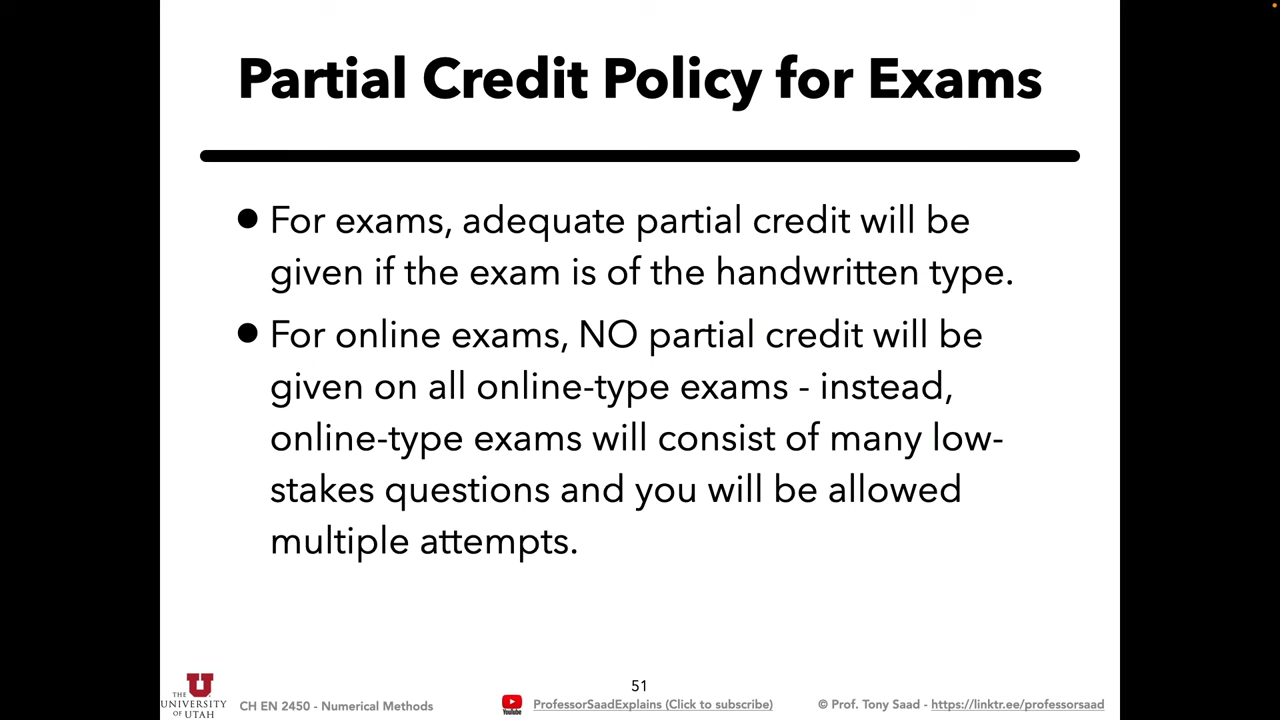 Partial Credit Policy for Exams
● For exams, adequate partial credit will be
given if the exam is of the handwritten type.
● For online exams, NO partial credit will be
given on all online-type exams - instead,
online-type exams will consist of many low-
stakes questions and you will be allowed
multiple attempts.
51
THE
UNIVERSITY
OF UTAH
CH EN 2450 - Numerical Methods
YouTube
ProfessorSaadExplains (Click to subscribe)
© Prof. Tony Saad - https://linktr.ee/professorsaad